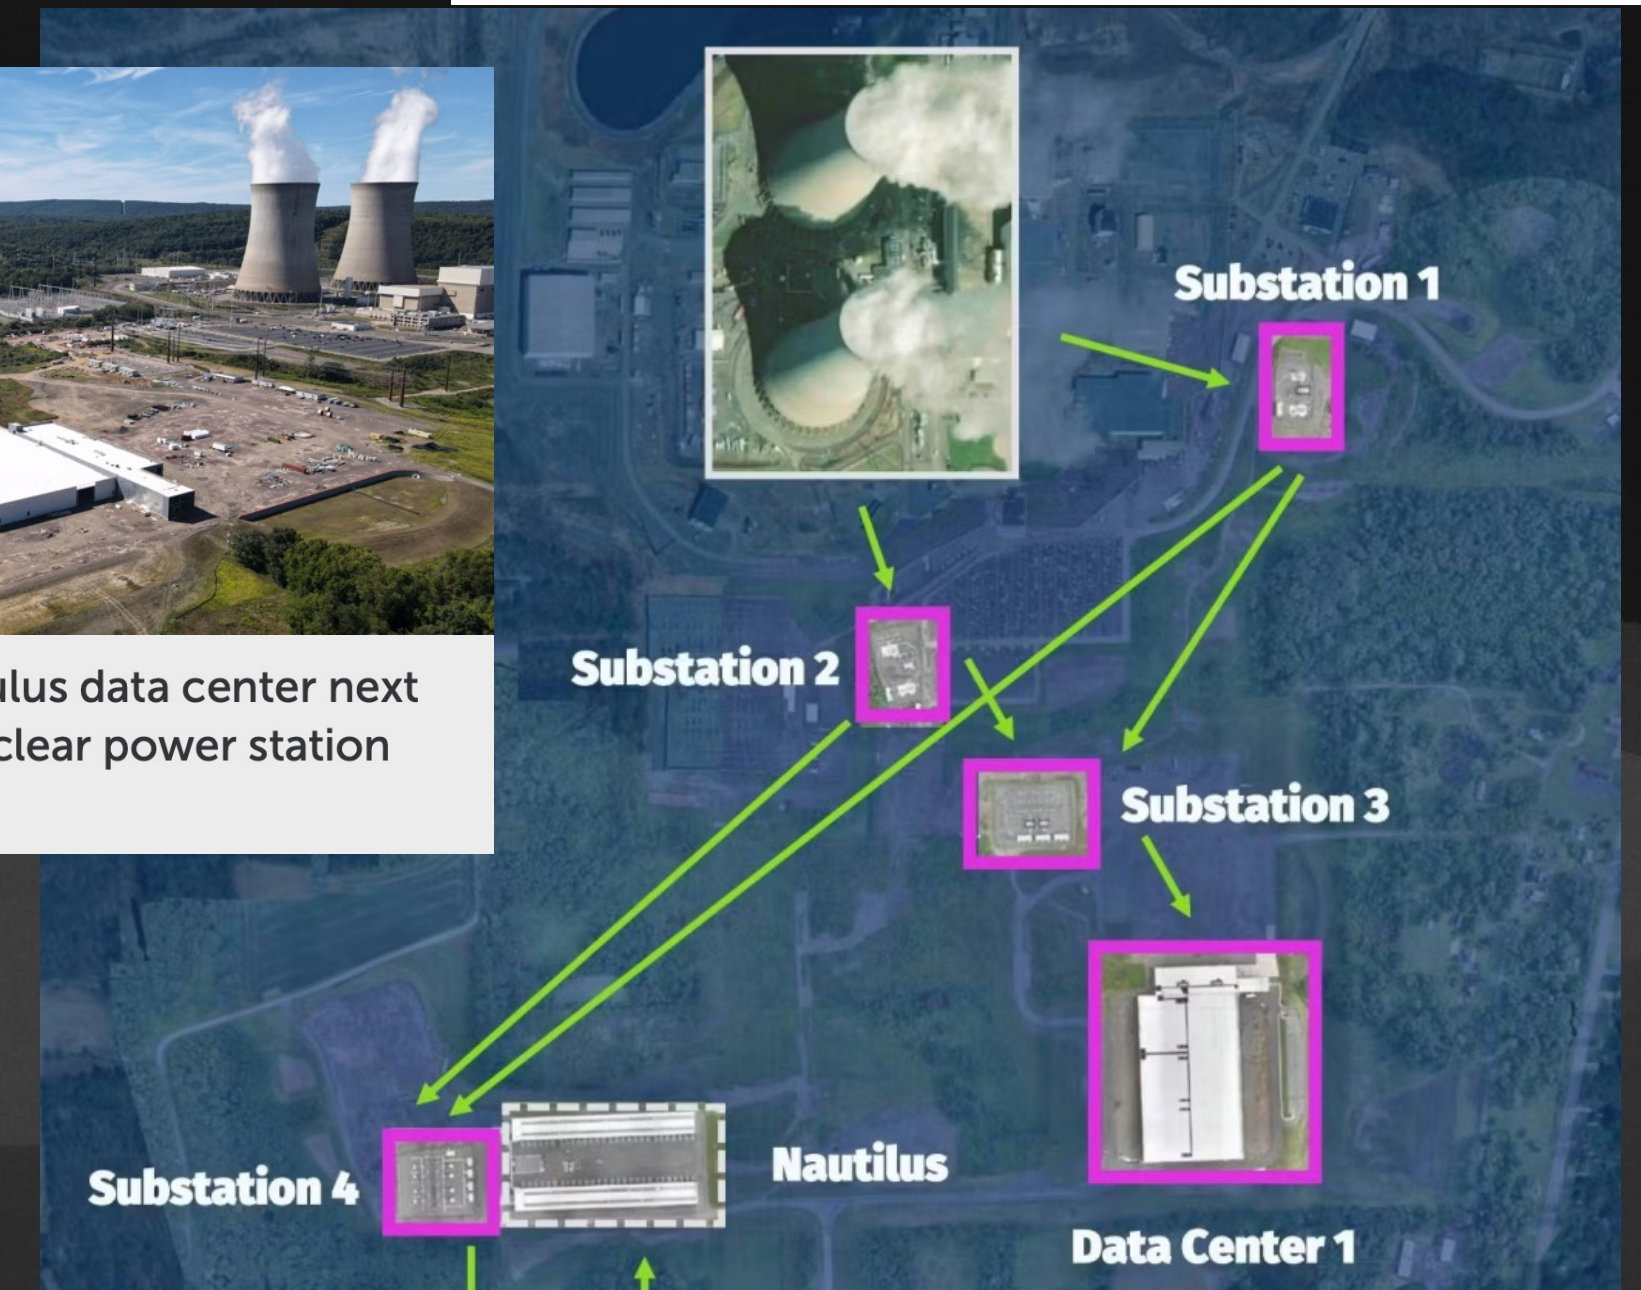 Substation 1
Substation 2
ulus data center next
clear power station
Substation 3
Substation 4
Nautilus
Data Center 1